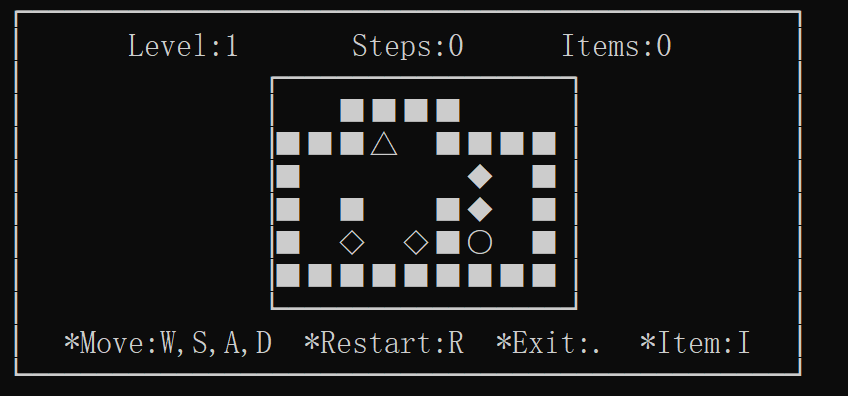 Level:1 Steps:0 Items:0
*Move:W,S,A,D *Restart:R *Exit:. *Item:I